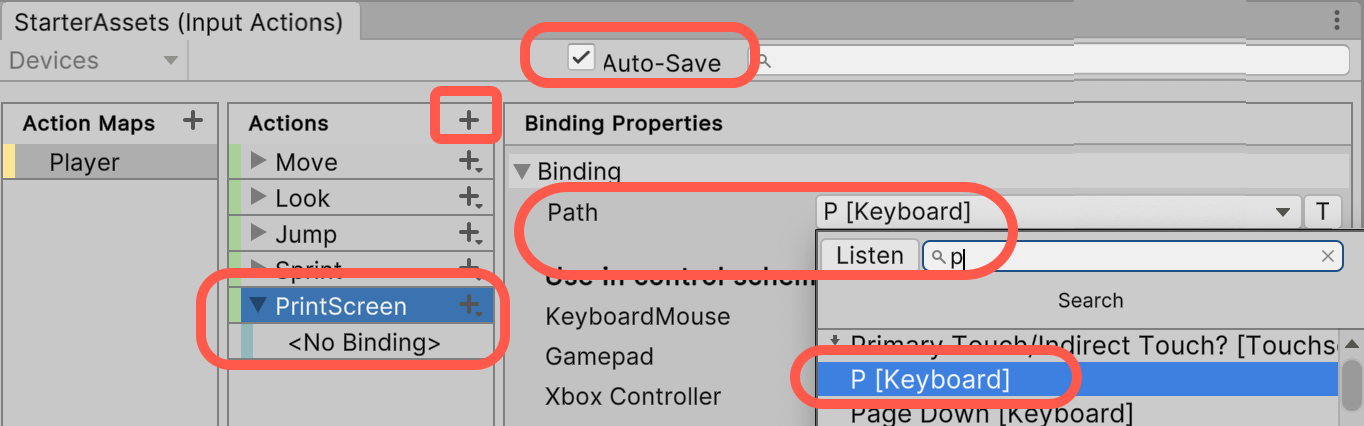 StarterAssets (Input Actions)
Devices
Auto-Save
Action Maps
Player
Actions
Move
Look
Jump
Sprint
PrintScreen
<No Binding>
Binding Properties
Binding
Path
P [Keyboard]
T
Listen
p
Search
Use in control schem
KeyboardMouse
Gamepad
Xbox Controller
Primary Touch/Indirect Touch? [Touchsc
P [Keyboard]
Page Down [Keyboard]